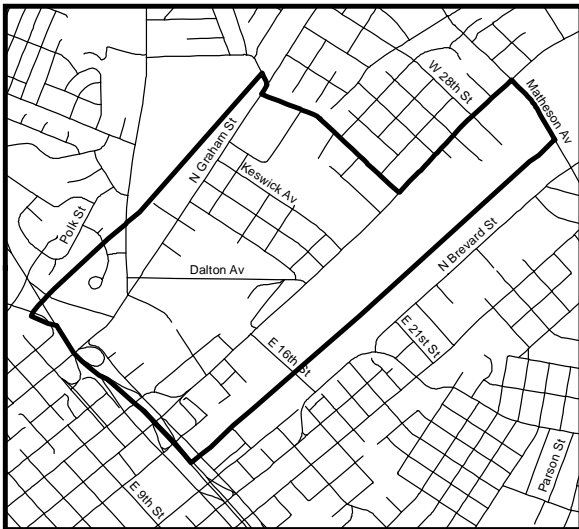 W 28th St
Matheson Av
N Graham St
Keswick Av
Polk St
N Brevard St
Dalton Av
E 21st St
E 16th St
Parson St
E 9th St